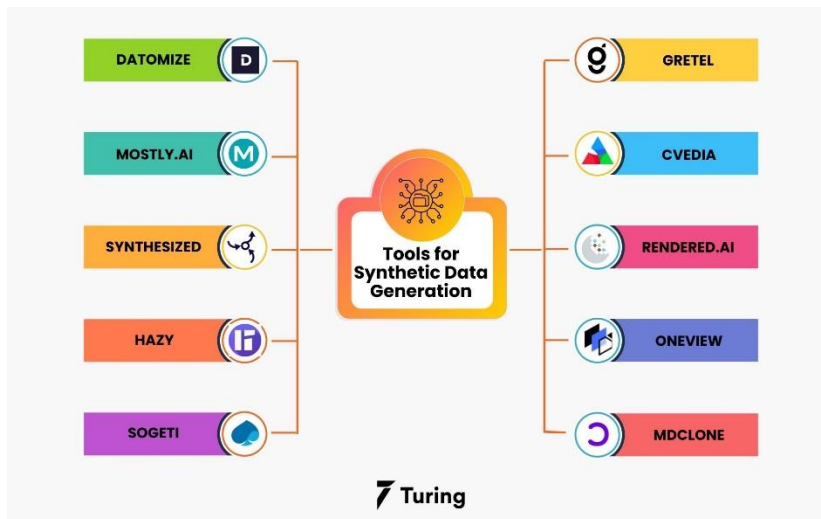 DATOMIZE
D
MOSTLY.AI
M
SYNTHESIZED
HAZY
SOGETI
Tools for
Synthetic Data
Generation
g
GRETEL
CVEDIA
RENDERED.AI
ONEVIEW
MDCLONE
Turing